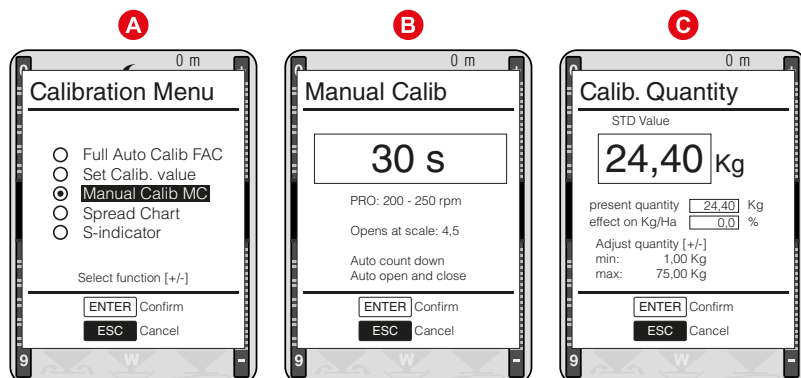 A
0 m
Calibration Menu
Full Auto Calib FAC
Set Calib. value
Manual Calib MC
Spread Chart
S-indicator
Select function [+/-]
ENTER Confirm
ESC Cancel
9 W -
B
0 m
Manual Calib
30 s
PRO: 200 - 250 rpm
Opens at scale: 4,5
Auto count down
Auto open and close
ENTER Confirm
ESC Cancel
9 W -
C
0 m
Calib. Quantity
STD Value
24,40 Kg
present quantity 24,40 Kg
effect on Kg/Ha 0,0 %
Adjust quantity [+/-]
min: 1,00 Kg
max: 75,00 Kg
ENTER Confirm
ESC Cancel
9 W -